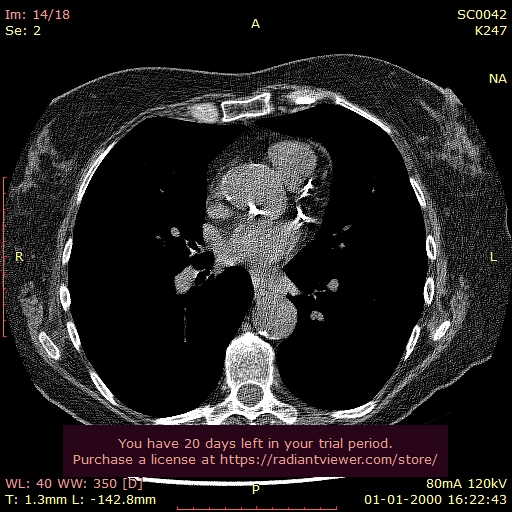 Im: 14/18
Se: 2
A
SC0042
K247
NA
R
L
You have 20 days left in your trial period.
Purchase a license at https://radiantviewer.com/store/
WL: 40 WW: 350 [D]
T: 1.3mm L: -142.8mm
P
80mA 120kV
01-01-2000 16:22:43